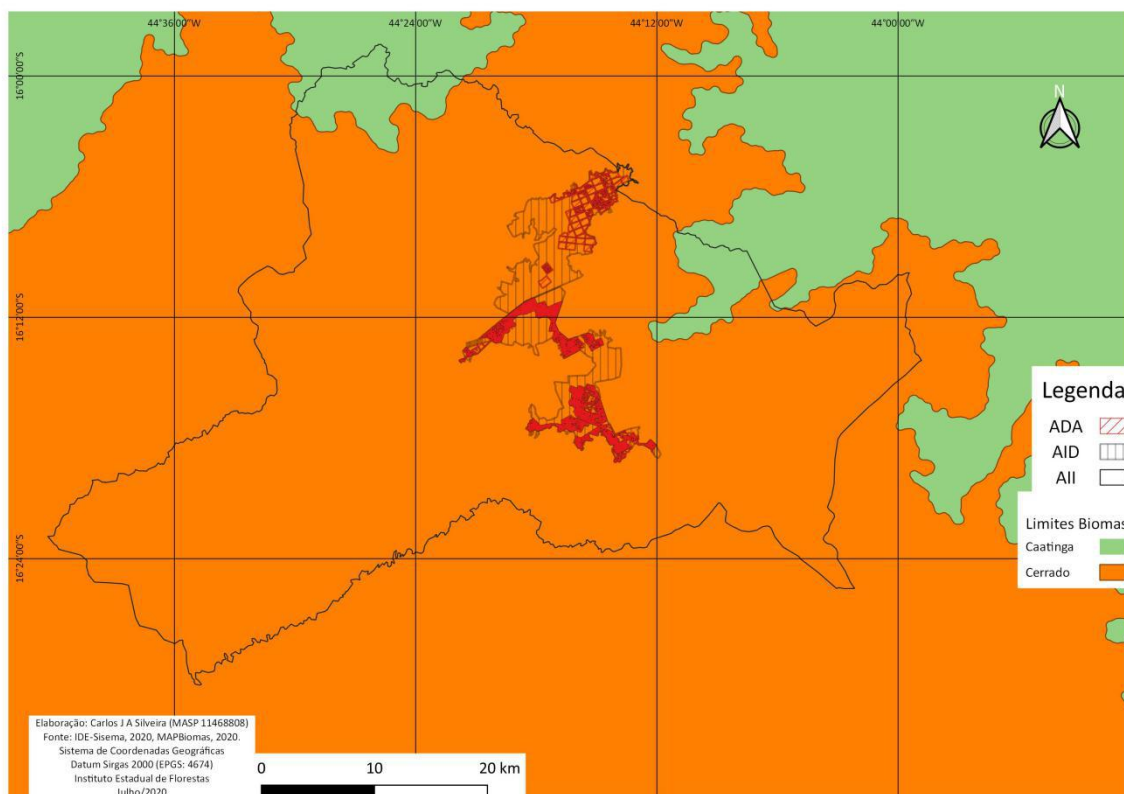 44°36'00"W
44°24'00"W
44°12'00"W
44°00'00"W
16°00'00"S
N
16°12'00"S
Legenda
ADA
AID
AII
Limites Biomas
Caatinga
Cerrado
16°24'00"S
Elaboração: Carlos J A Silveira (MASP 11468808)
Fonte: IDE-Sisema, 2020, MAPBiomas, 2020.
Sistema de Coordenadas Geográficas
Datum Sirgas 2000 (EPGS: 4674)
Instituto Estadual de Florestas
Julho/2020
0 10 20 km